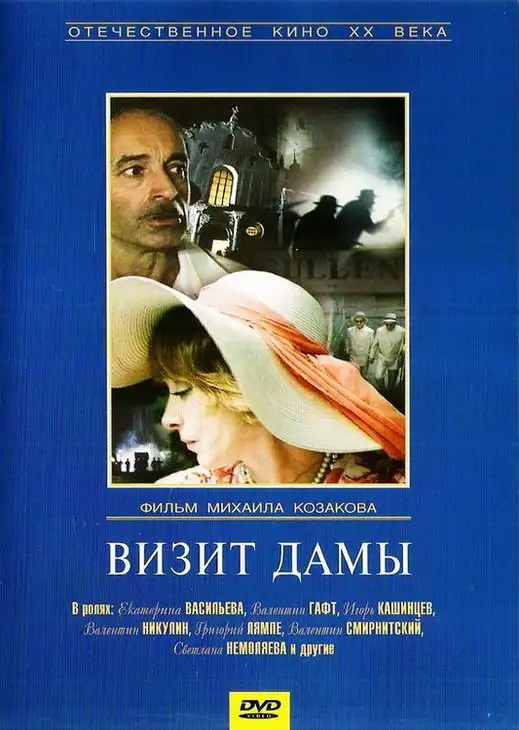 ОТЕЧЕСТВЕННОЕ КИНО XX ВЕКА
GULLEN
ФИЛЬМ МИХАИЛА КОЗАКОВА
ВИЗИТ ДАМЫ
В ролях: Екатерина ВАСИЛЬЕВА, Валентин ГАФТ, Игорь КАШИНЦЕВ,
Валентин НИКУЛИН, Григорий ЛЯМПЕ, Валентин СМИРНИТСКИЙ,
Светлана НЕМОЛЯЕВА и другие
DVD
VIDEO